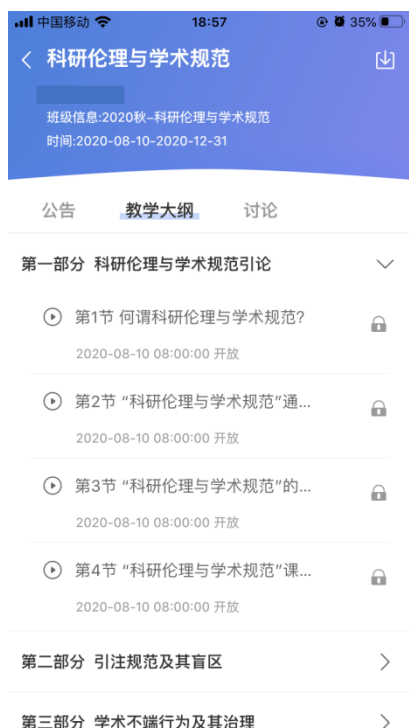 中国移动 18:57 35%
科研伦理与学术规范
班级信息:2020秋–科研伦理与学术规范
时间:2020-08-10-2020-12-31
公告 教学大纲 讨论
第一部分 科研伦理与学术规范引论
第1节 何谓科研伦理与学术规范?
2020-08-10 08:00:00 开放
第2节 “科研伦理与学术规范”通...
2020-08-10 08:00:00 开放
第3节 “科研伦理与学术规范”的...
2020-08-10 08:00:00 开放
第4节 “科研伦理与学术规范”课...
2020-08-10 08:00:00 开放
第二部分 引注规范及其盲区
第三部分 学术不端行为及其治理